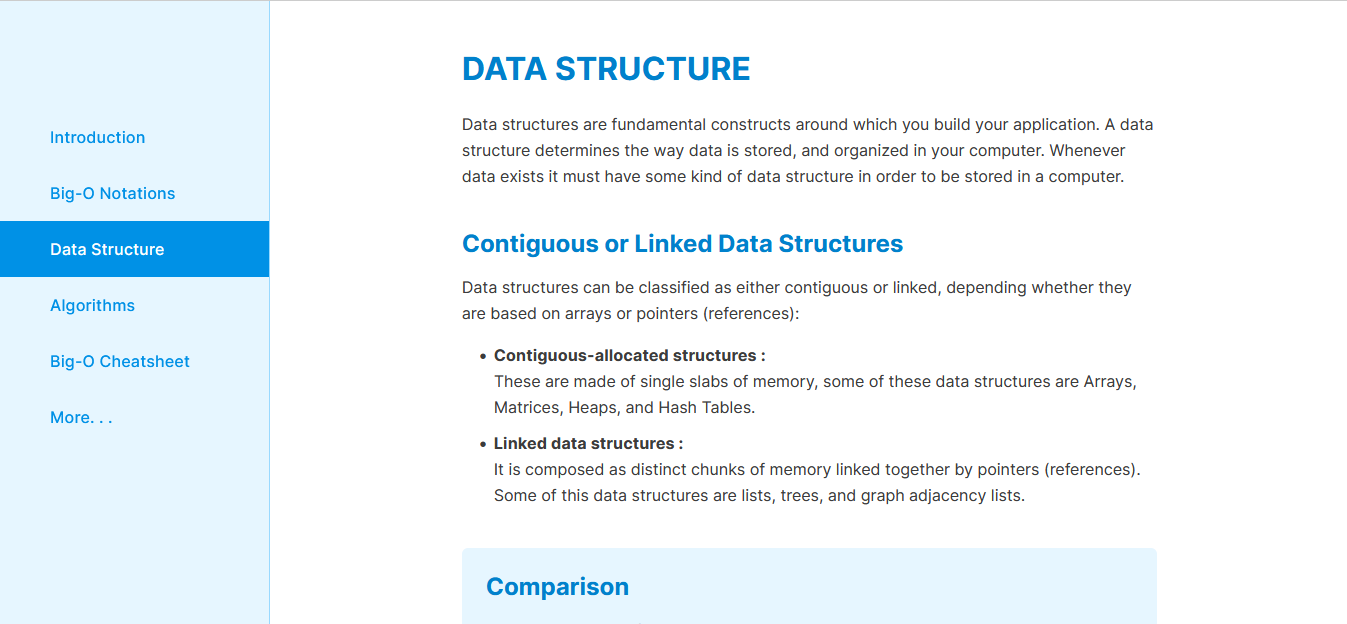 Introduction
Big-O Notations
Data Structure
Algorithms
Big-O Cheatsheet
More. . .
DATA STRUCTURE
Data structures are fundamental constructs around which you build your application. A data
structure determines the way data is stored, and organized in your computer. Whenever
data exists it must have some kind of data structure in order to be stored in a computer.
Contiguous or Linked Data Structures
Data structures can be classified as either contiguous or linked, depending whether they
are based on arrays or pointers (references):
• Contiguous-allocated structures :
These are made of single slabs of memory, some of these data structures are Arrays,
Matrices, Heaps, and Hash Tables.
• Linked data structures :
It is composed as distinct chunks of memory linked together by pointers (references).
Some of this data structures are lists, trees, and graph adjacency lists.
Comparison